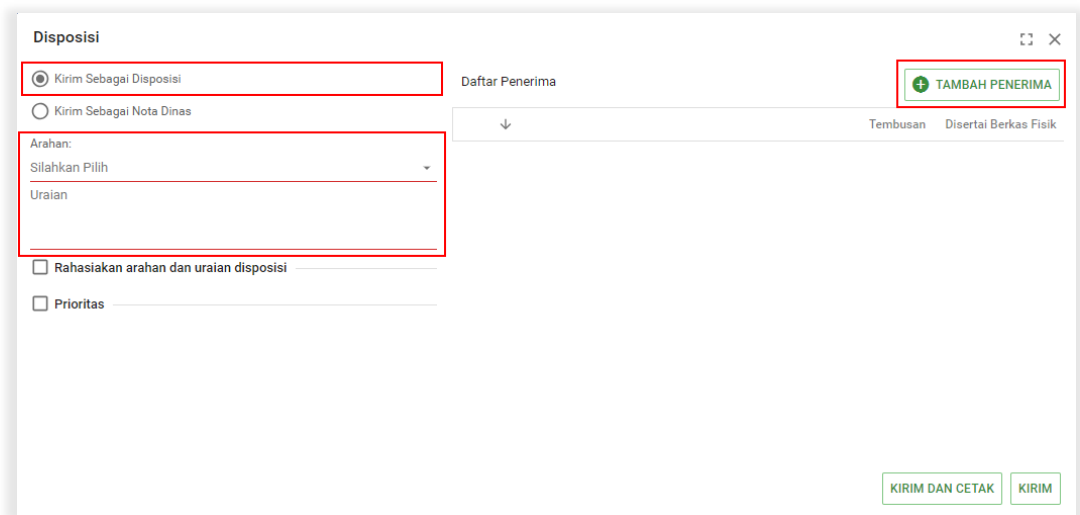 Disposisi
Kirim Sebagai Disposisi
Kirim Sebagai Nota Dinas
Arahan:
Silahkan Pilih
Uraian
Rahasiakan arahan dan uraian disposisi
Prioritas
Daftar Penerima
TAMBAH PENERIMA
Tembusan Disertai Berkas Fisik
KIRIM DAN CETAK KIRIM